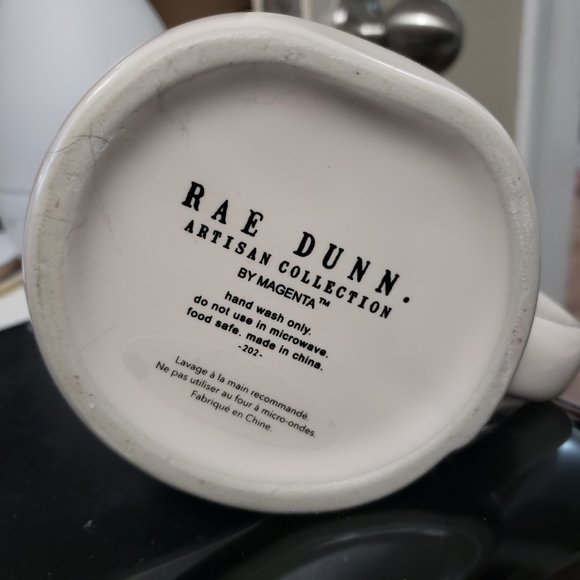 RAE DUNN.
ARTISAN COLLECTION
BY MAGENTA™
hand wash only.
do not use in microwave.
food safe. made in china.
-202-
Lavage à la main recommandé.
Ne pas utiliser au four à micro-ondes.
Fabriqué en Chine.